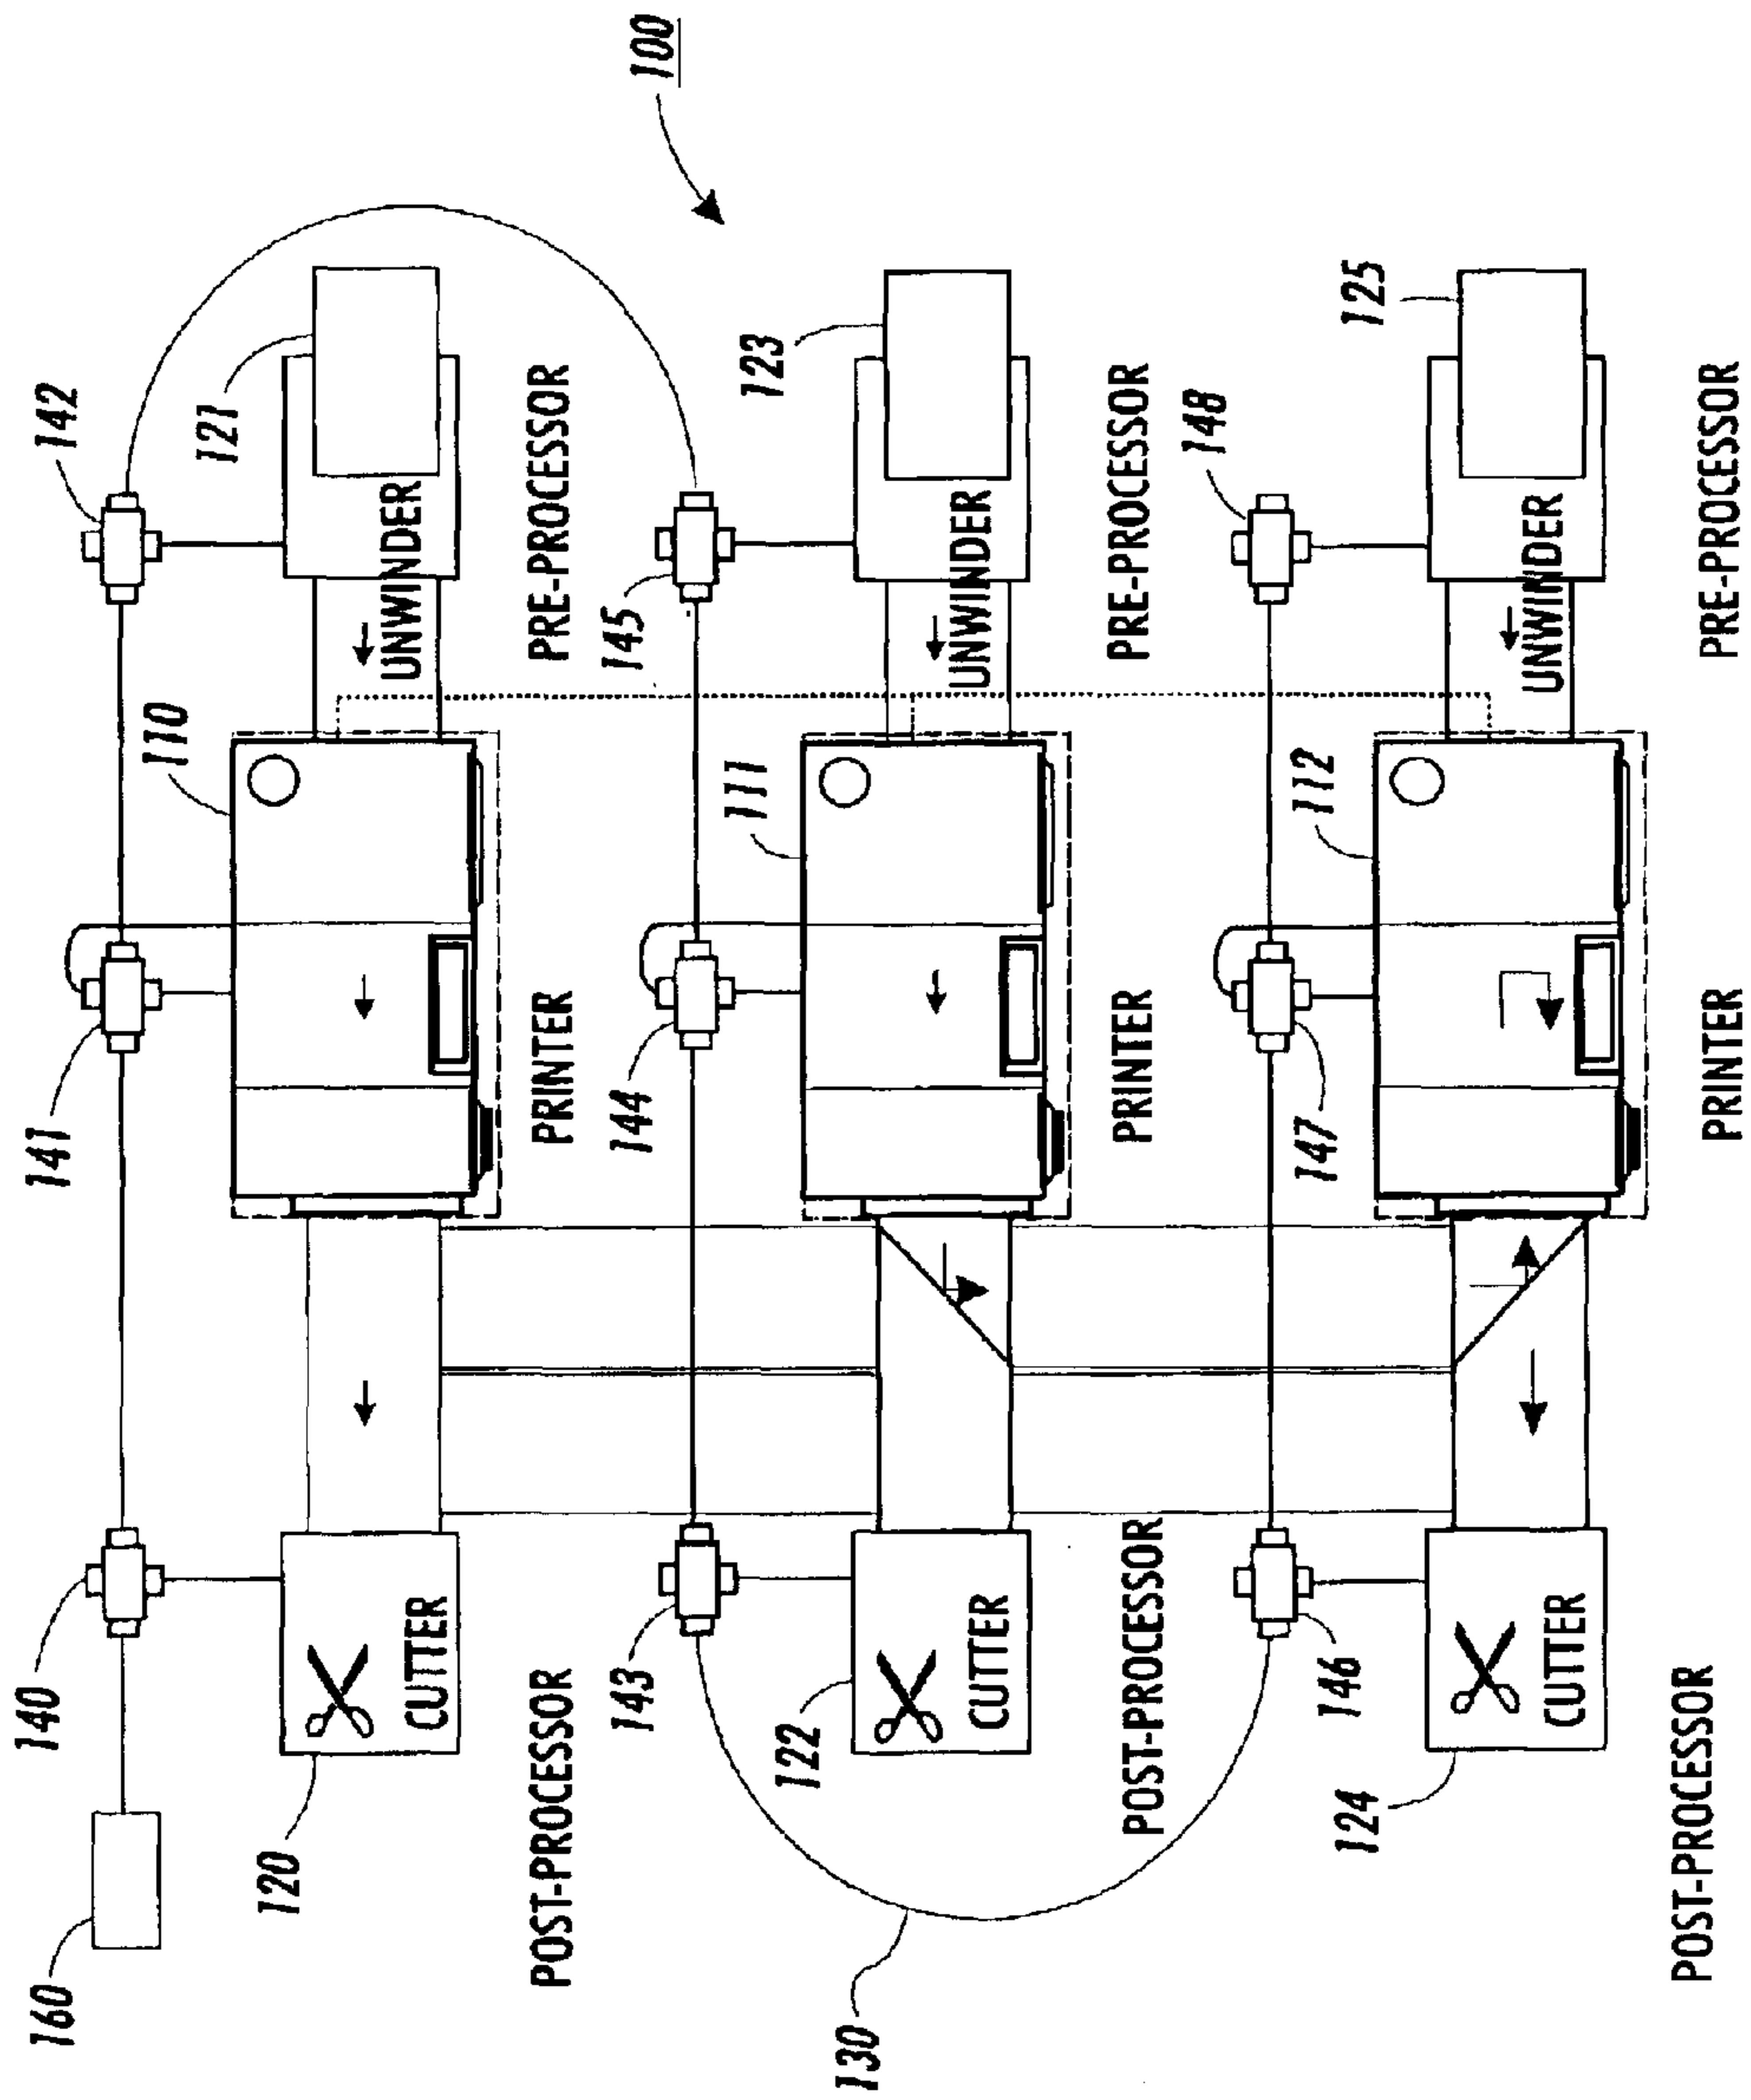 160
140
141
142
110
121
120
CUTTER
UNWINDER
POST-PROCESSOR
PRINTER
PRE-PROCESSOR
143
144
145
100
111
123
122
130
CUTTER
UNWINDER
POST-PROCESSOR
PRINTER
PRE-PROCESSOR
148
146
147
112
125
124
CUTTER
UNWINDER
POST-PROCESSOR
PRINTER
PRE-PROCESSOR